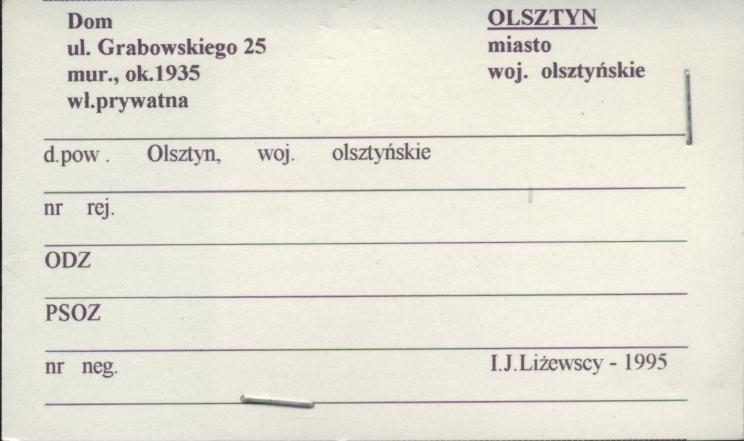 Dom
ul. Grabowskiego 25
mur., ok.1935
wł.prywatna
OLSZTYN
miasto
woj. olsztyńskie
d.pow . Olsztyn, woj. olsztyńskie
nr rej.
ODZ
PSOZ
nr neg.
I.J.Liżewscy - 1995